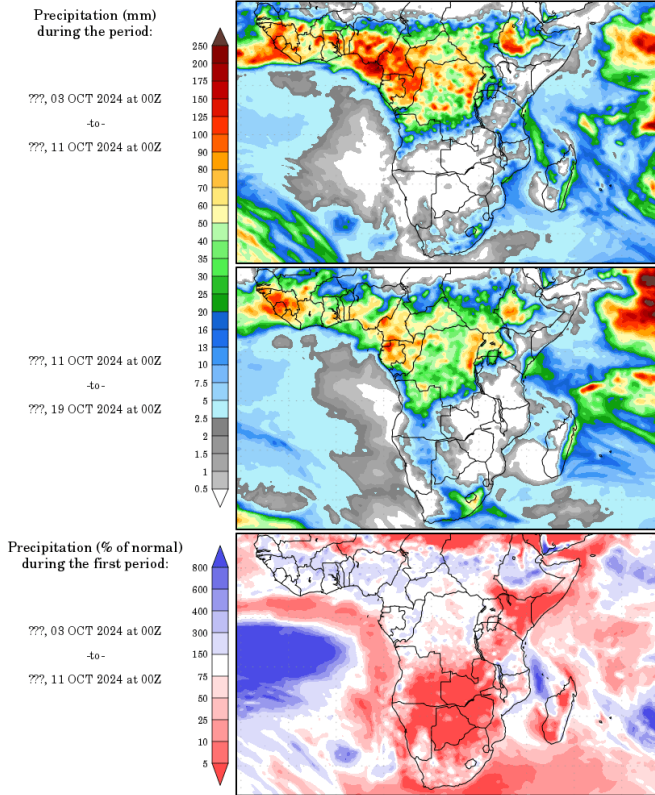 Precipitation (mm)
during the period:
???, 03 OCT 2024 at 00Z
-to-
???, 11 OCT 2024 at 00Z
250
200
175
150
125
100
90
80
70
60
50
40
35
30
25
20
16
13
10
7.5
5
2.5
2
1.5
1
0.5
???, 11 OCT 2024 at 00Z
-to-
???, 19 OCT 2024 at 00Z
Precipitation (% of normal)
during the first period:
???, 03 OCT 2024 at 00Z
-to-
???, 11 OCT 2024 at 00Z
800
600
400
300
150
75
50
25
10
5